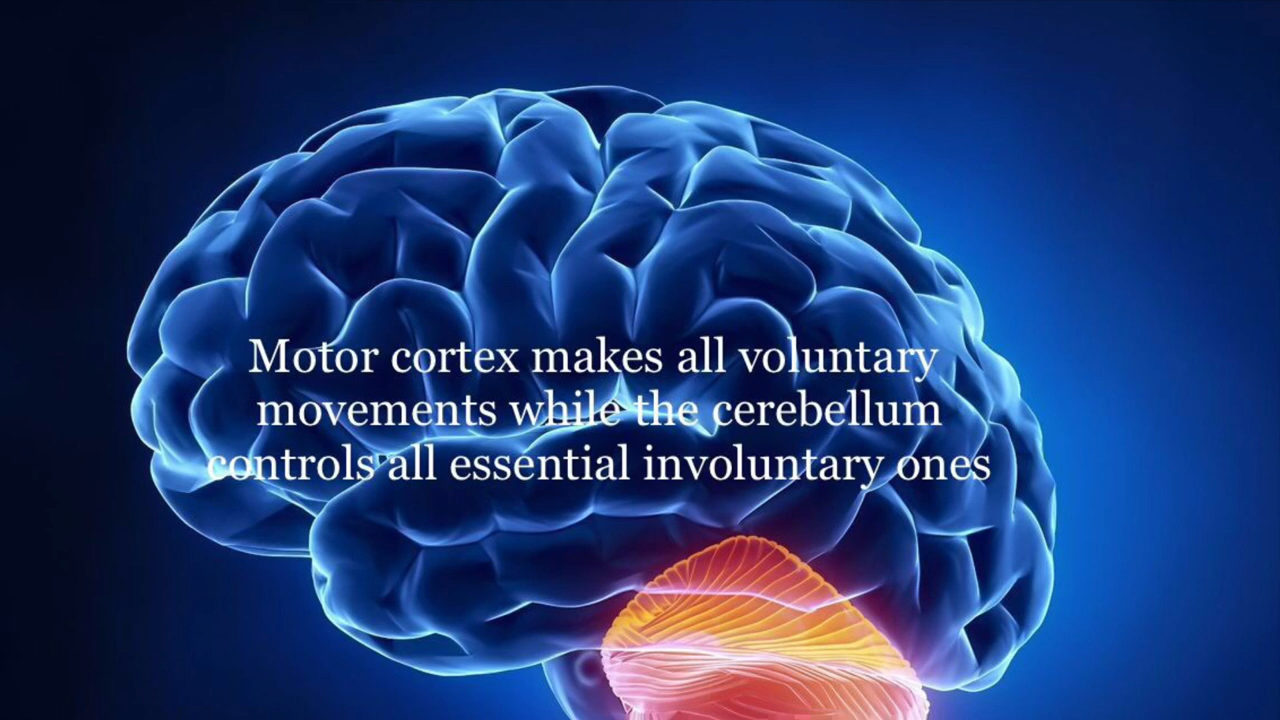 Motor cortex makes all voluntary
movements while the cerebellum
controls all essential involuntary ones